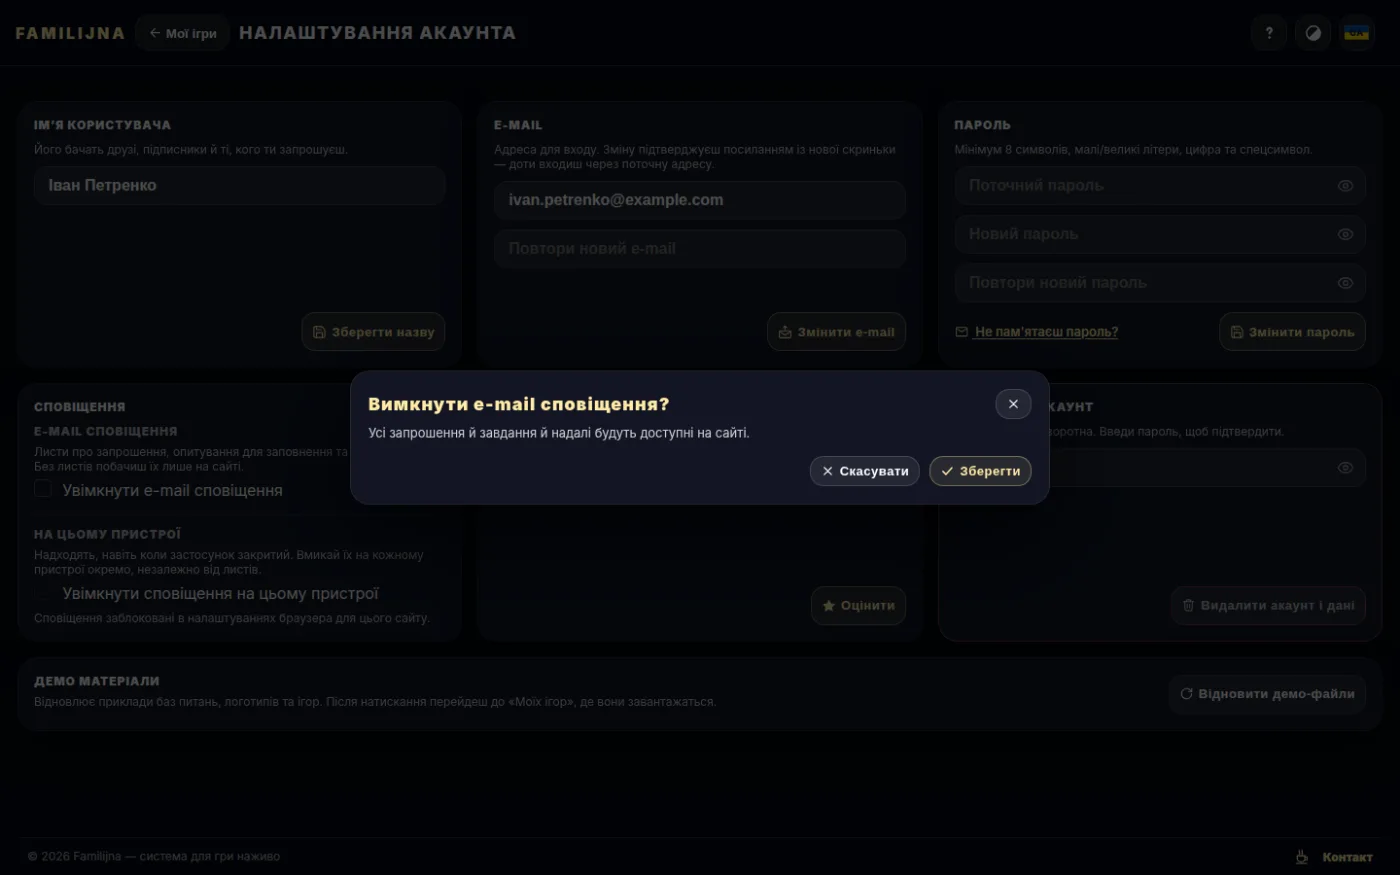 FAMILIJNA
← Мої ігри
НАЛАШТУВАННЯ АКАУНТА
?
ІМ'Я КОРИСТУВАЧА
Його бачать друзі, підписники й ті, кого ти запрошуєш.
Іван Петренко
Зберегти назву
E-MAIL
Адреса для входу. Зміну підтверджуєш посиланням із нової скриньки
— доти входиш через поточну адресу.
ivan.petrenko@example.com
Повтори новий e-mail
Змінити e-mail
ПАРОЛЬ
Мінімум 8 символів, малі/великі літери, цифра та спецсимвол.
Поточний пароль
Новий пароль
Повтори новий пароль
Не пам'ятаєш пароль?
Змінити пароль
Вимкнути e-mail сповіщення?
Усі запрошення й завдання й надалі будуть доступні на сайті.
Скасувати
Зберегти
СПОВІЩЕННЯ
E-MAIL СПОВІЩЕННЯ
Листи про запрошення, опитування для заповнення та
Без листів побачиш їх лише на сайті.
Увімкнути e-mail сповіщення
НА ЦЬОМУ ПРИСТРОЇ
Надходять, навіть коли застосунок закритий. Вмикай їх на кожному
пристрої окремо, незалежно від листів.
Увімкнути сповіщення на цьому пристрої
Сповіщення заблоковані в налаштуваннях браузера для цього сайту.
Оцінити
КАУНТ
воротна. Введи пароль, щоб підтвердити.
Видалити акаунт і дані
ДЕМО МАТЕРІАЛИ
Відновлює приклади баз питань, логотипів та ігор. Після натискання перейдеш до «Моїх ігор», де вони завантажаться.
Відновити демо-файли
© 2026 Familijna — система для гри наживо
Контакт